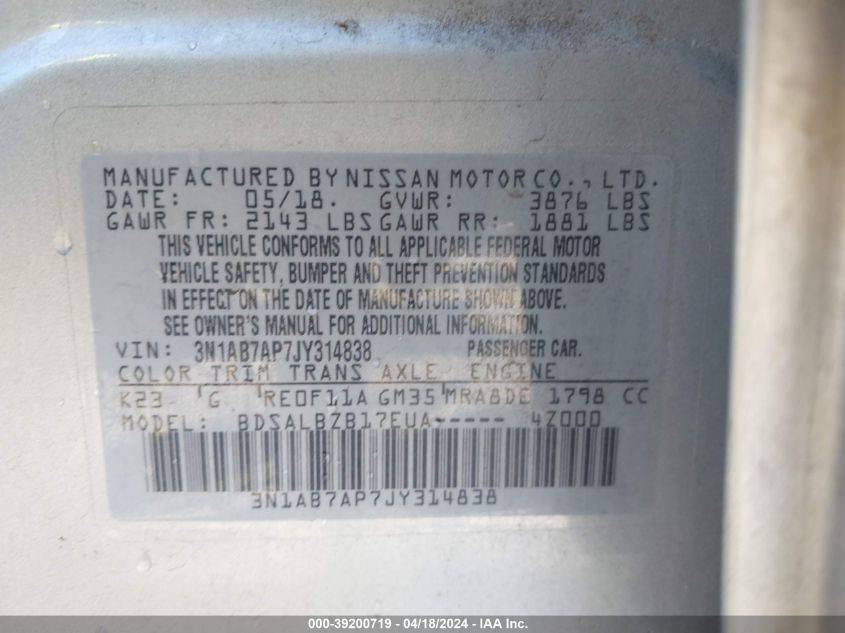 MANUFACTURED BY NISSAN MOTOR CO., LTD.
DATE: 05/18. GVWR: 3876 LBS
GAWR FR: 2143 LBS GAWR RR: 1881 LBS
THIS VEHICLE CONFORMS TO ALL APPLICABLE FEDERAL MOTOR
VEHICLE SAFETY, BUMPER AND THEFT PREVENTION STANDARDS
IN EFFECT ON THE DATE OF MANUFACTURE SHOWN ABOVE.
SEE OWNER'S MANUAL FOR ADDITIONAL INFORMATION.
VIN: 3N1AB7AP7JY314838 PASSENGER CAR.
COLOR TRIM TRANS AXLE ENGINE
K23 G RE0F11A GM35 MRA8DE 1798 CC
MODEL: BDSALBZB17EUA----- 4Z000
3N1AB7AP7JY314838
000-39200719 - 04/18/2024 - IAA Inc.